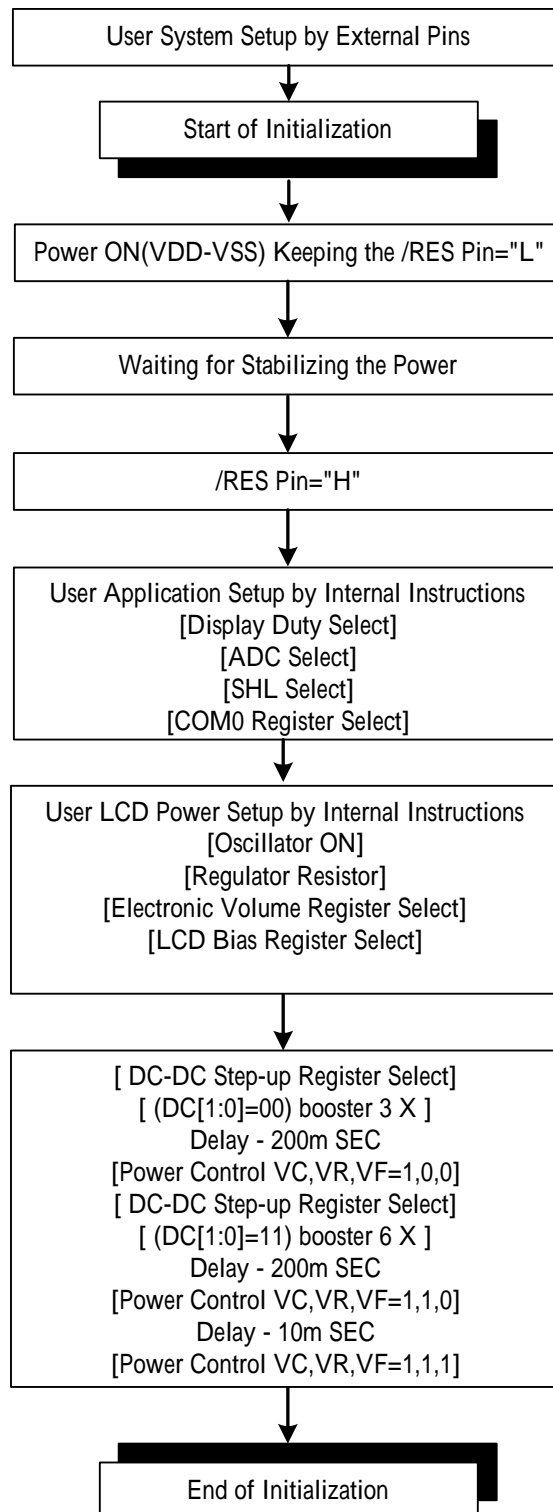 User System Setup by External Pins
Start of Initialization
Power ON(VDD-VSS) Keeping the /RES Pin="L"
Waiting for Stabilizing the Power
/RES Pin="H"
User Application Setup by Internal Instructions
[Display Duty Select]
[ADC Select]
[SHL Select]
[COM0 Register Select]
User LCD Power Setup by Internal Instructions
[Oscillator ON]
[Regulator Resistor]
[Electronic Volume Register Select]
[LCD Bias Register Select]
[ DC-DC Step-up Register Select]
[ (DC[1:0]=00) booster 3 X ]
Delay - 200m SEC
[Power Control VC,VR,VF=1,0,0]
[ DC-DC Step-up Register Select]
[ (DC[1:0]=11) booster 6 X ]
Delay - 200m SEC
[Power Control VC,VR,VF=1,1,0]
Delay - 10m SEC
[Power Control VC,VR,VF=1,1,1]
End of Initialization